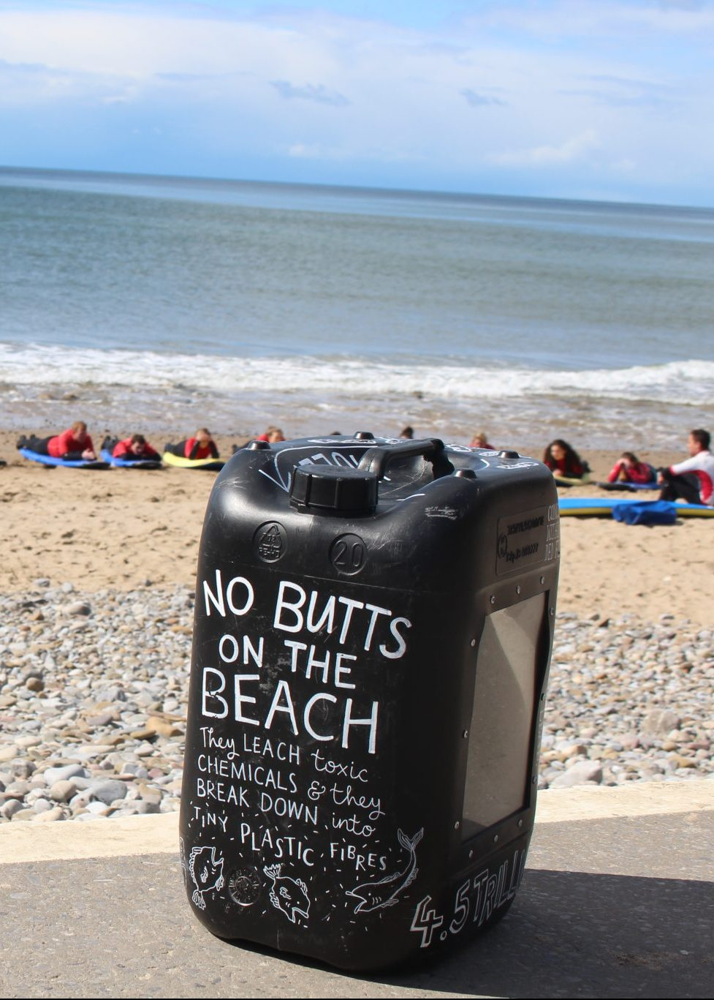 20
NO BUTTS
ON THE
BEACH
They LEACH toxic
CHEMICALS & they
BREAK DOWN into
TINY PLASTIC FIBRES
4.5 TRILLI